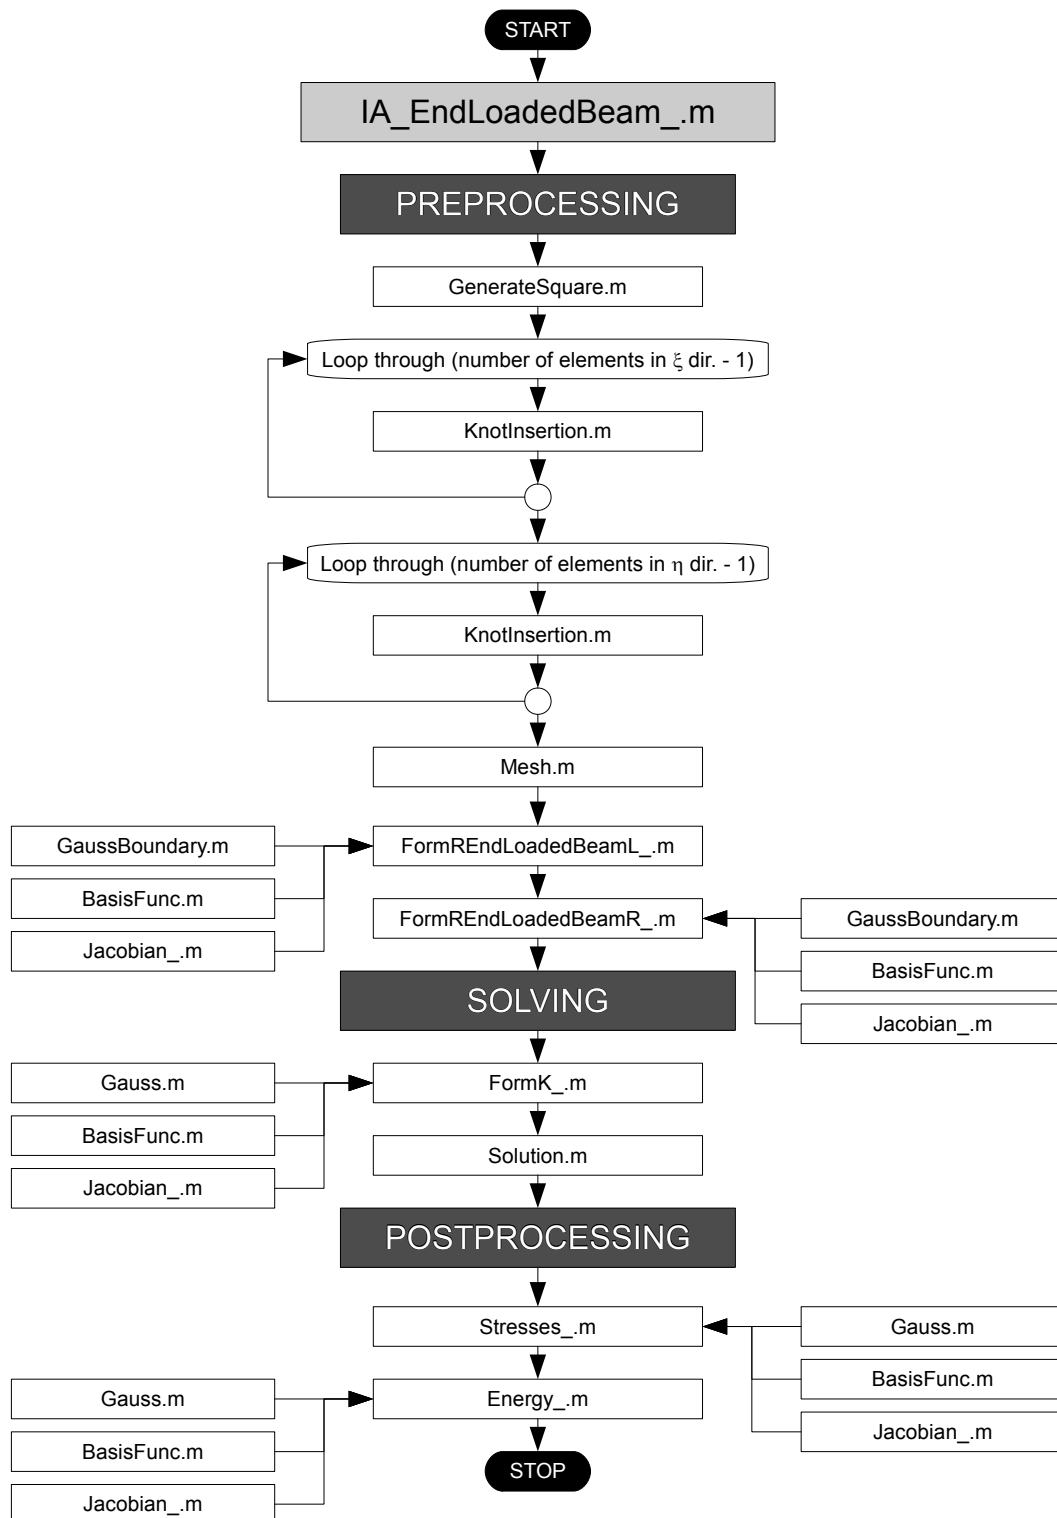 START
IA_EndLoadedBeam_.m
PREPROCESSING
GenerateSquare.m
Loop through (number of elements in ξ dir. - 1)
KnotInsertion.m
Loop through (number of elements in η dir. - 1)
KnotInsertion.m
Mesh.m
GaussBoundary.m
BasisFunc.m
Jacobian_.m
FormREndLoadedBeamL_.m
FormREndLoadedBeamR_.m
GaussBoundary.m
BasisFunc.m
Jacobian_.m
SOLVING
Gauss.m
BasisFunc.m
Jacobian_.m
FormK_.m
Solution.m
POSTPROCESSING
Stresses_.m
Gauss.m
BasisFunc.m
Jacobian_.m
Gauss.m
BasisFunc.m
Jacobian_.m
Energy_.m
STOP